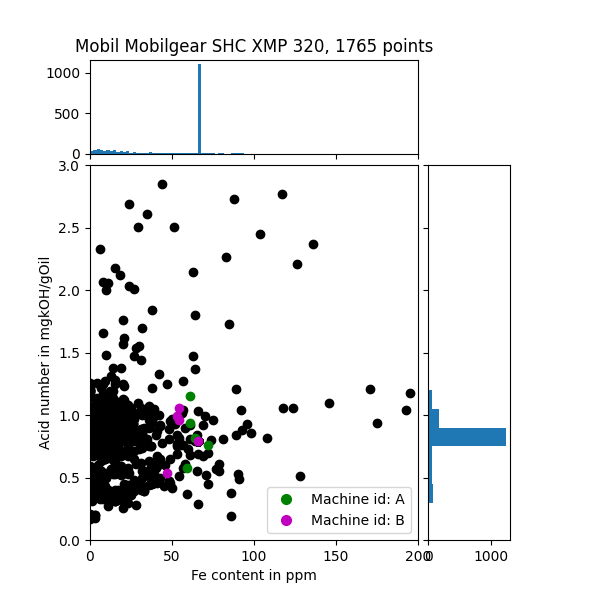 Mobil Mobilgear SHC XMP 320, 1765 points
1000
500
0
3.0
2.5
2.0
1.5
1.0
0.5
0.0
Acid number in mgkOH/gOil
Machine id: A
Machine id: B
0 50 100 150 200 0 1000
Fe content in ppm